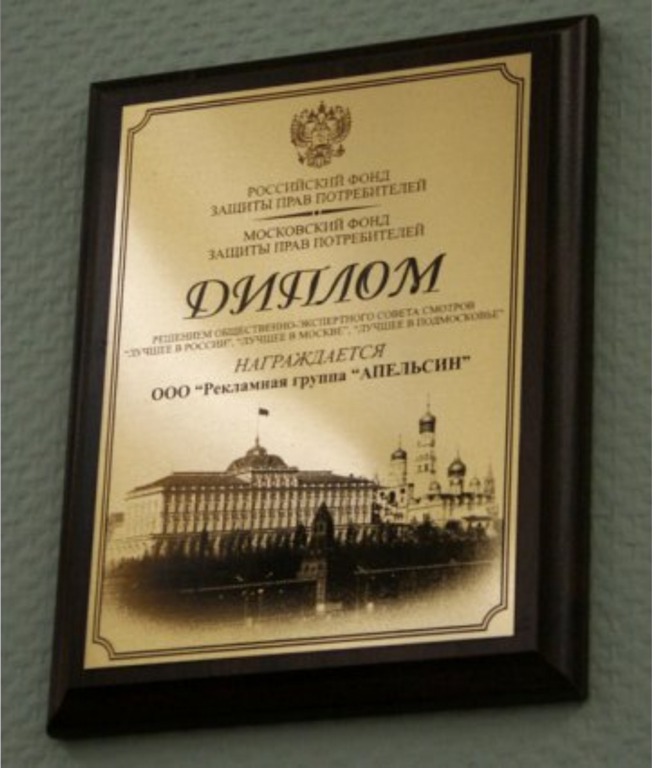 РОССИЙСКИЙ ФОНД
ЗАЩИТЫ ПРАВ ПОТРЕБИТЕЛЕЙ
МОСКОВСКИЙ ФОНД
ЗАЩИТЫ ПРАВ ПОТРЕБИТЕЛЕЙ
ДИПЛОМ
РЕШЕНИЕМ ОБЩЕСТВЕННО-ЭКСПЕРТНОГО СОВЕТА СМОТРОВ
"ЛУЧШЕЕ В РОССИИ", "ЛУЧШЕЕ В МОСКВЕ", "ЛУЧШЕЕ В ПОДМОСКОВЬЕ"
НАГРАЖДАЕТСЯ
ООО "Рекламная группа "АПЕЛЬСИН"